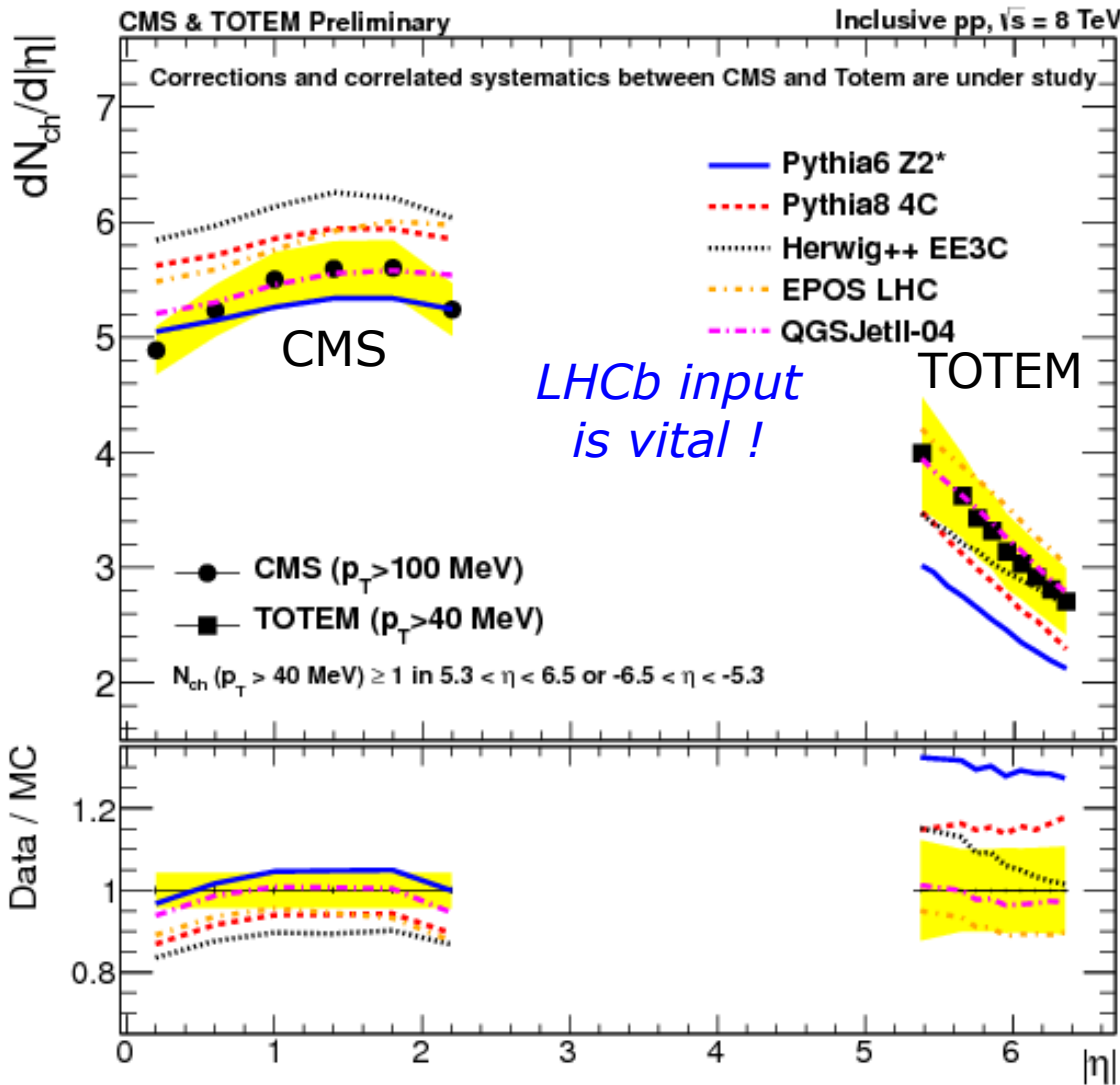 CMS & TOTEM Preliminary
Inclusive pp, √s = 8 TeV
Corrections and correlated systematics between CMS and Totem are under study
dN_ch/d|η|
7
6
5
4
3
2
Pythia6 Z2*
Pythia8 4C
Herwig++ EE3C
EPOS LHC
QGSJetII-04
CMS
LHCb input
is vital !
TOTEM
CMS (p_T>100 MeV)
TOTEM (p_T>40 MeV)
N_ch (p_T > 40 MeV) ≥ 1 in 5.3 < η < 6.5 or -6.5 < η < -5.3
Data / MC
1.2
1
0.8
0 1 2 3 4 5 6
|η|